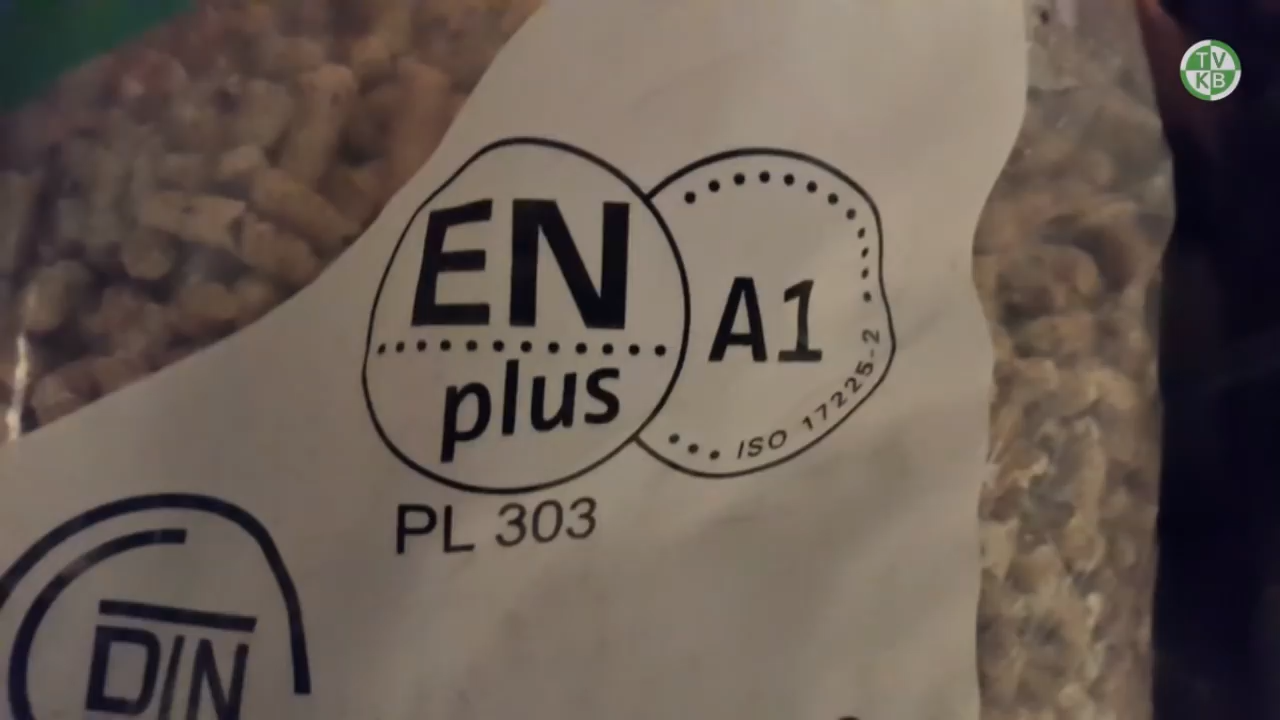 TV
KB
EN
plus
A1
ISO 17225-2
PL 303
DIN